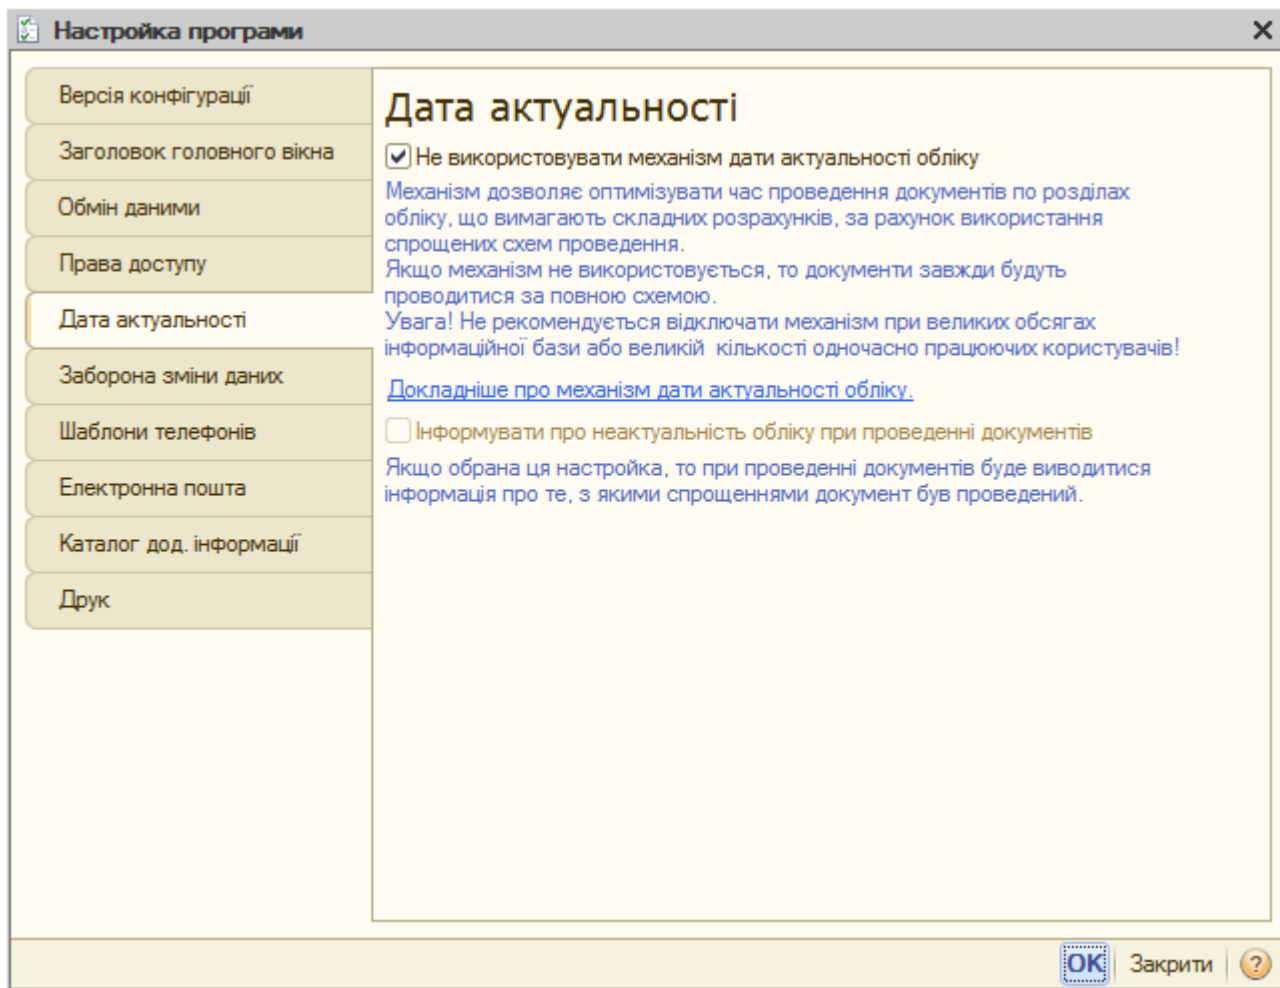 Настройка програми
Версія конфігурації
Заголовок головного вікна
Обмін даними
Права доступу
Дата актуальності
Заборона зміни даних
Шаблони телефонів
Електронна пошта
Каталог дод. інформації
Друк
Дата актуальності
Не використовувати механізм дати актуальності обліку
Механізм дозволяє оптимізувати час проведення документів по розділах
обліку, що вимагають складних розрахунків, за рахунок використання
спрощених схем проведення.
Якщо механізм не використовується, то документи завжди будуть
проводитися за повною схемою.
Увага! Не рекомендується відключати механізм при великих обсягах
інформаційної бази або великій  кількості одночасно працюючих користувачів!
Докладніше про механізм дати актуальності обліку.
Інформувати про неактуальність обліку при проведенні документів
Якщо обрана ця настройка, то при проведенні документів буде виводитися
інформація про те, з якими спрощеннями документ був проведений.
OK Закрити ?